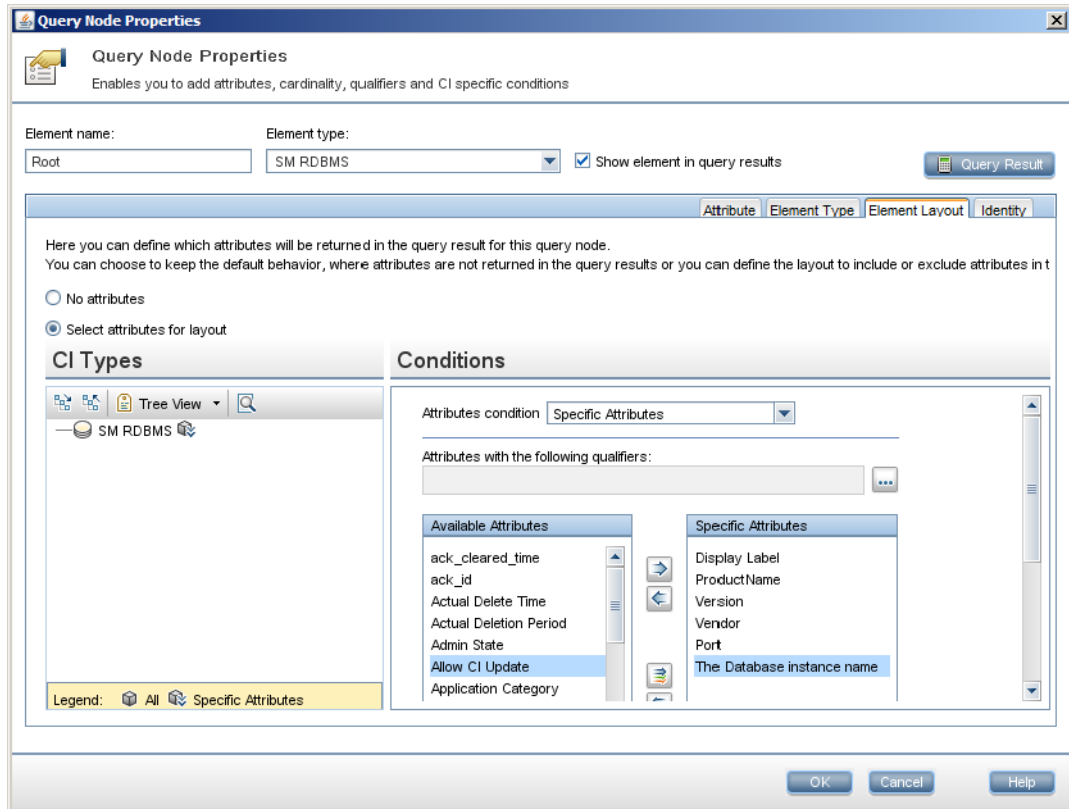 Query Node Properties
Query Node Properties
Enables you to add attributes, cardinality, qualifiers and CI specific conditions
Element name:
Element type:
Root
SM RDBMS
Show element in query results
Query Result
Attribute
Element Type
Element Layout
Identity
Here you can define which attributes will be returned in the query result for this query node.
You can choose to keep the default behavior, where attributes are not returned in the query results or you can define the layout to include or exclude attributes in t
No attributes
Select attributes for layout
CI Types
Conditions
Tree View
SM RDBMS
Attributes condition
Specific Attributes
Attributes with the following qualifiers:
...
Available Attributes
ack_cleared_time
ack_id
Actual Delete Time
Actual Deletion Period
Admin State
Allow CI Update
Application Category
Specific Attributes
Display Label
ProductName
Version
Vendor
Port
The Database instance name
Legend: All Specific Attributes
OK
Cancel
Help